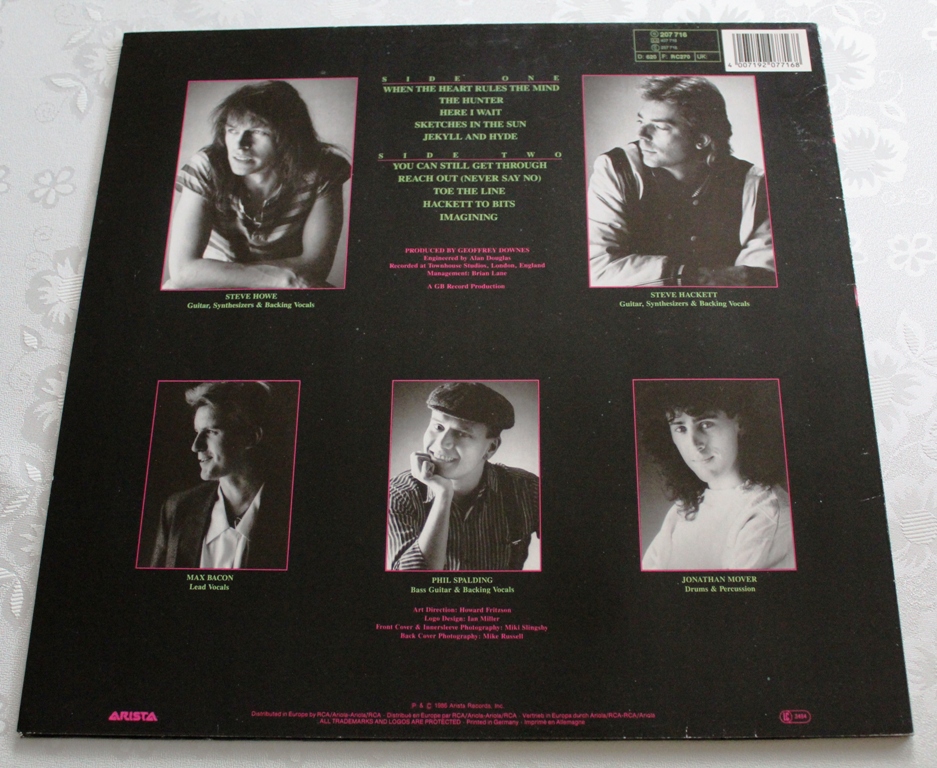 207 716
4 007192 077168
SIDE ONE
WHEN THE HEART RULES THE MIND
THE HUNTER
HERE I WAIT
SKETCHES IN THE SUN
JEKYLL AND HYDE
SIDE TWO
YOU CAN STILL GET THROUGH
REACH OUT (NEVER SAY NO)
TOE THE LINE
HACKETT TO BITS
IMAGINING
PRODUCED BY GEOFFREY DOWNES
Engineered by Alan Douglas
Recorded at Townhouse Studios, London, England
Management: Brian Lane
A GB Record Production
STEVE HOWE
Guitar, Synthesizers & Backing Vocals
STEVE HACKETT
Guitar, Synthesizers & Backing Vocals
MAX BACON
Lead Vocals
PHIL SPALDING
Bass Guitar & Backing Vocals
JONATHAN MOVER
Drums & Percussion
Art Direction: Howard Fritzson
Logo Design: Ian Miller
Front Cover & Innersleeve Photography: Miki Slingsby
Back Cover Photography: Mike Russell
ARISTA
℗ & © 1986 Arista Records, Inc.
Distributed in Europe by RCA/Ariola-Ariola/RCA · Distribué en Europe par RCA/Ariola-Ariola/RCA · Vertrieb in Europa durch Ariola/RCA-RCA/Ariola
ALL TRADEMARKS AND LOGOS ARE PROTECTED · Printed in Germany · Imprimé en Allemagne